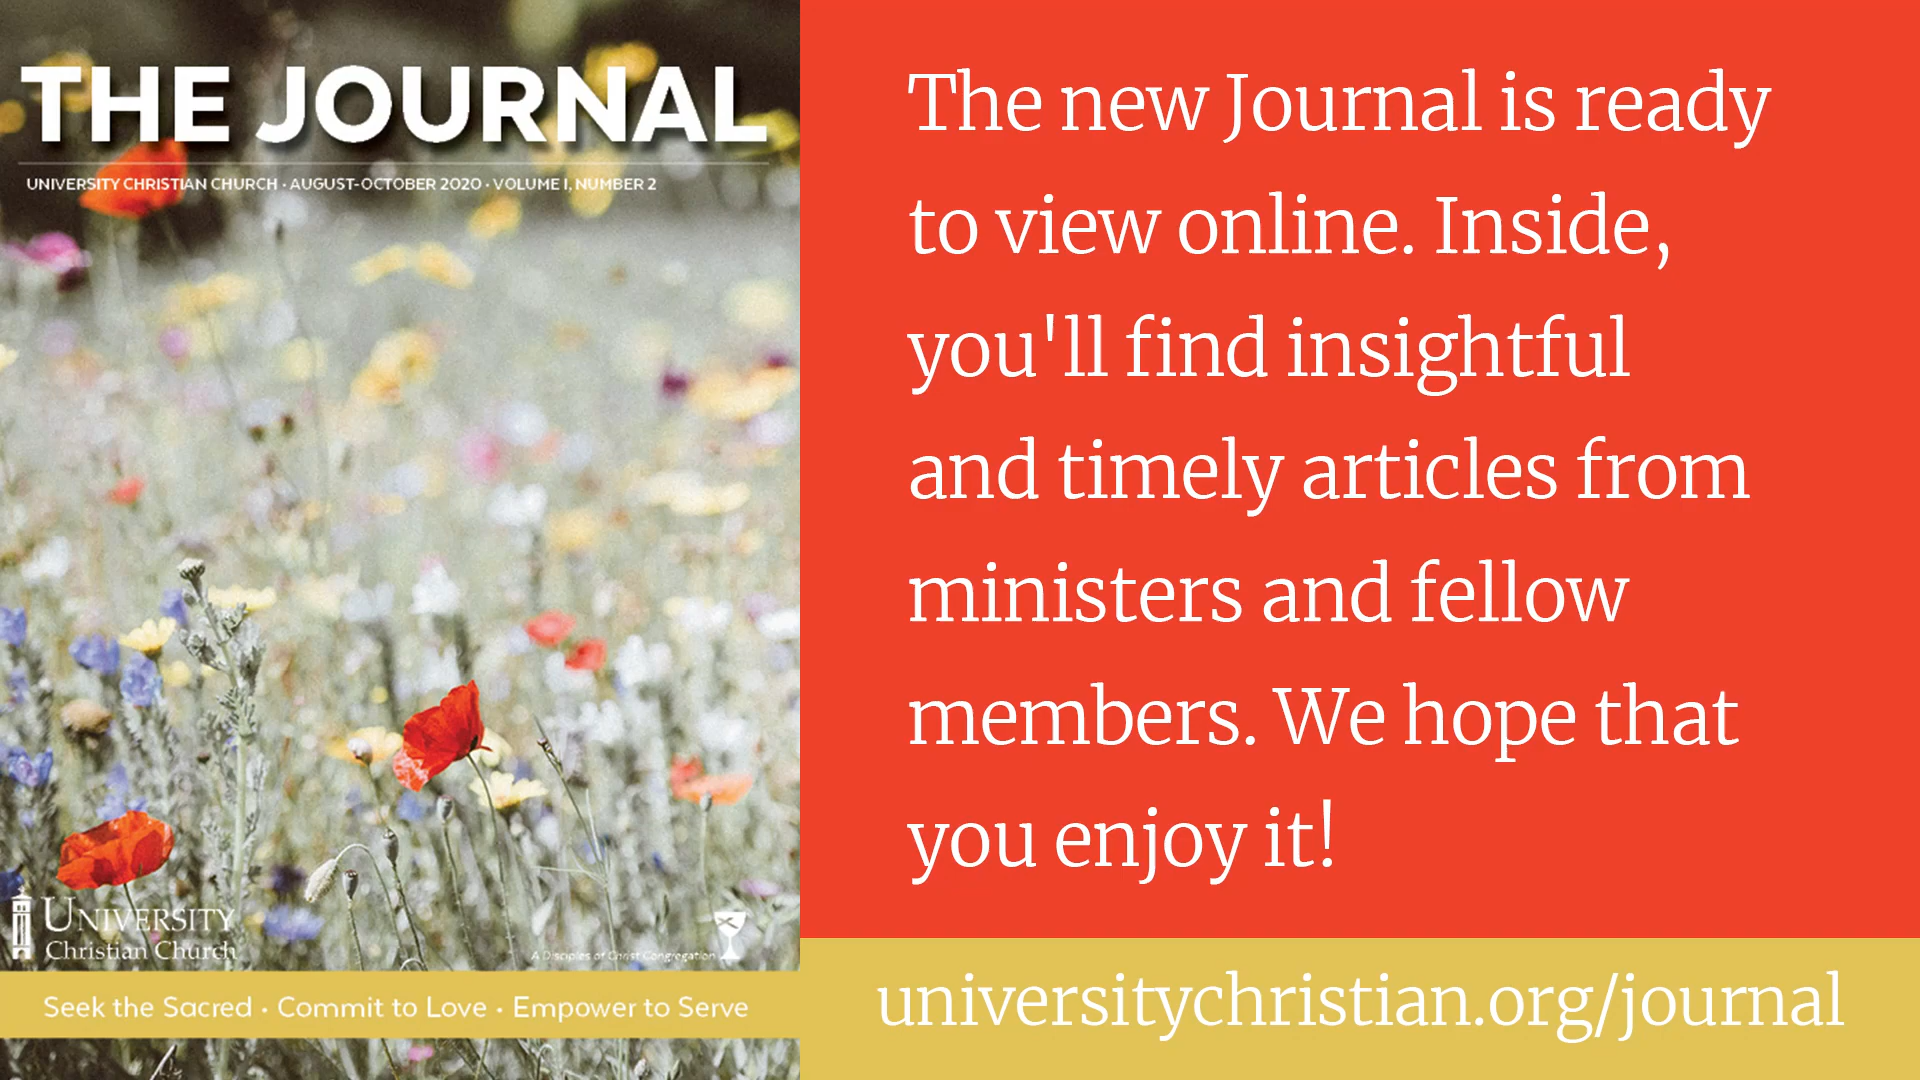 THE JOURNAL
UNIVERSITY CHRISTIAN CHURCH · AUGUST-OCTOBER 2020 · VOLUME I, NUMBER 2
UNIVERSITY
Christian Church
A Disciples of Christ Congregation
Seek the Sacred · Commit to Love · Empower to Serve
The new Journal is ready
to view online. Inside,
you'll find insightful
and timely articles from
ministers and fellow
members. We hope that
you enjoy it!
universitychristian.org/journal